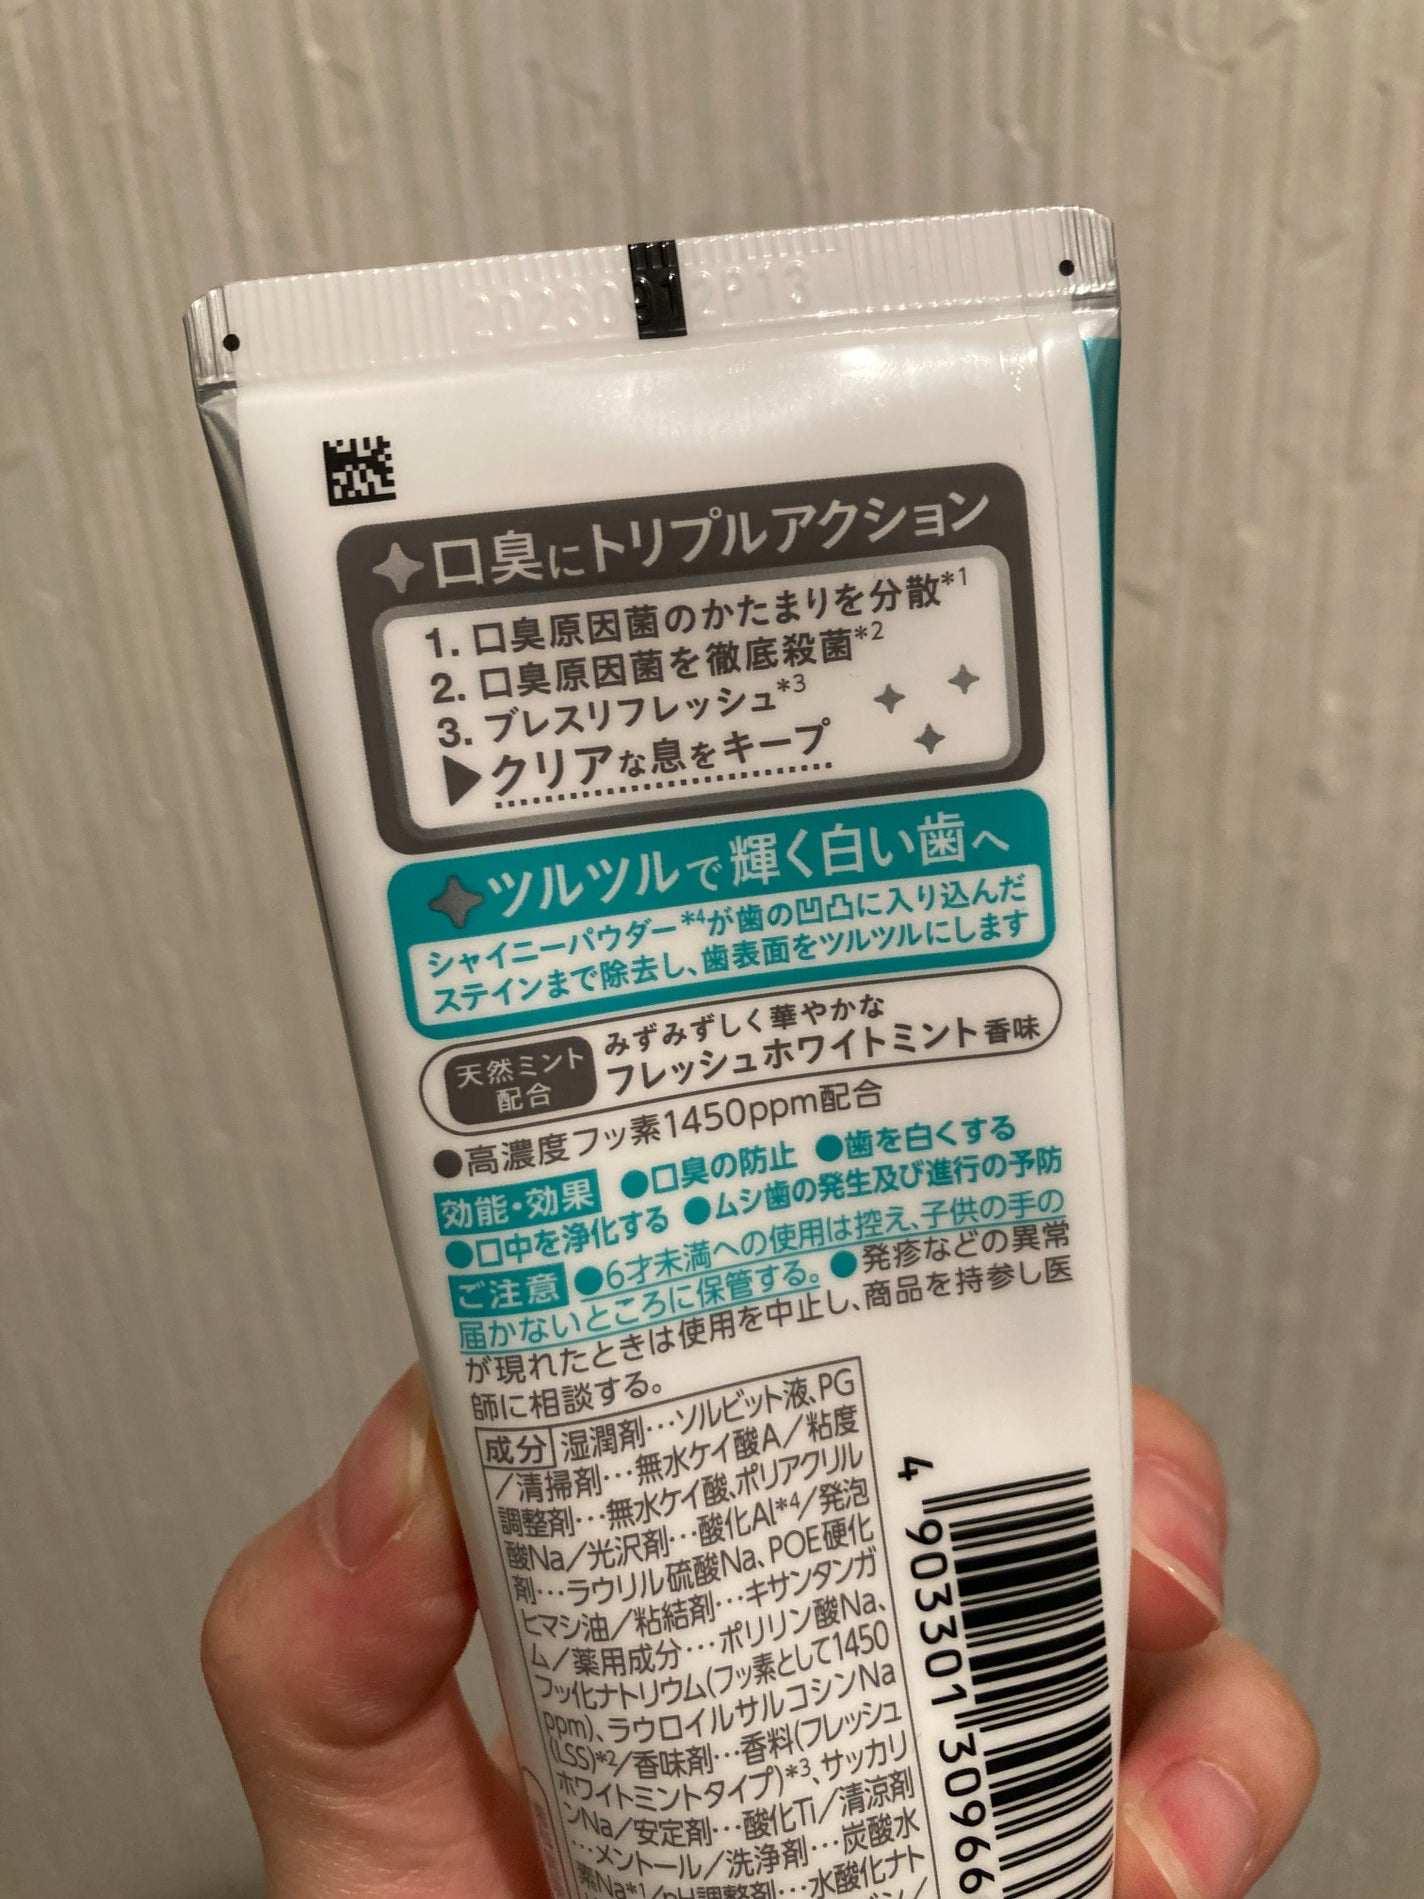 2P13
口臭にトリプルアクション
1. 口臭原因菌のかたまりを分散*1
2. 口臭原因菌を徹底殺菌*2
3. ブレスリフレッシュ*3
▶クリアな息をキープ
ツルツルで輝く白い歯へ
シャイニーパウダー*4が歯の凹凸に入り込んだ
ステインまで除去し、歯表面をツルツルにします
天然ミント
配合
みずみずしく華やかな
フレッシュホワイトミント香味
●高濃度フッ素1450ppm配合
効能・効果 ●口臭の防止 ●歯を白くする
●口中を浄化する ●ムシ歯の発生及び進行の予防
ご注意 ●6才未満への使用は控え、子供の手の
届かないところに保管する。●発疹などの異常
が現れたときは使用を中止し、商品を持参し医
師に相談する。
成分 湿潤剤…ソルビット液、PG
/清掃剤…無水ケイ酸A/粘度
調整剤…無水ケイ酸、ポリアクリル
酸Na/光沢剤…酸化Al*4/発泡
剤…ラウリル硫酸Na、POE硬化
ヒマシ油/粘結剤…キサンタンガ
ム/薬用成分…ポリリン酸Na、
フッ化ナトリウム(フッ素として1450
ppm)、ラウロイルサルコシンNa
(LSS)*2/香味剤…香料(フレッシュ
ホワイトミントタイプ)*3、サッカリ
ンNa/安定剤…酸化Ti/清涼剤
…メントール/洗浄剤…炭酸水
素Na*1/pH調整剤…水酸化ナト
4 903301 30966